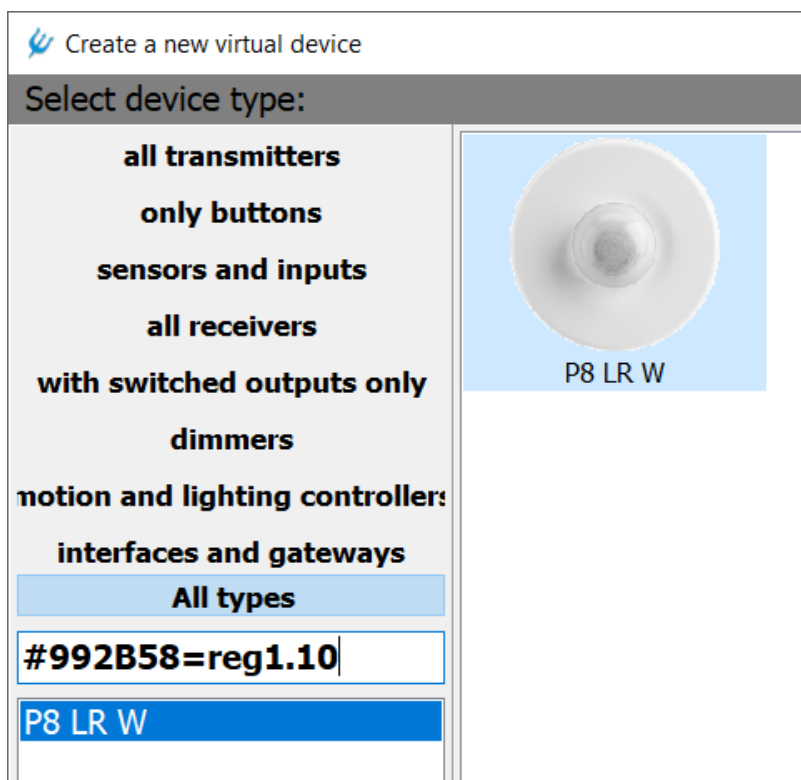 Create a new virtual device
Select device type:
all transmitters
only buttons
sensors and inputs
all receivers
with switched outputs only
dimmers
motion and lighting controllers
interfaces and gateways
All types
#992B58=reg1.10
P8 LR W
P8 LR W